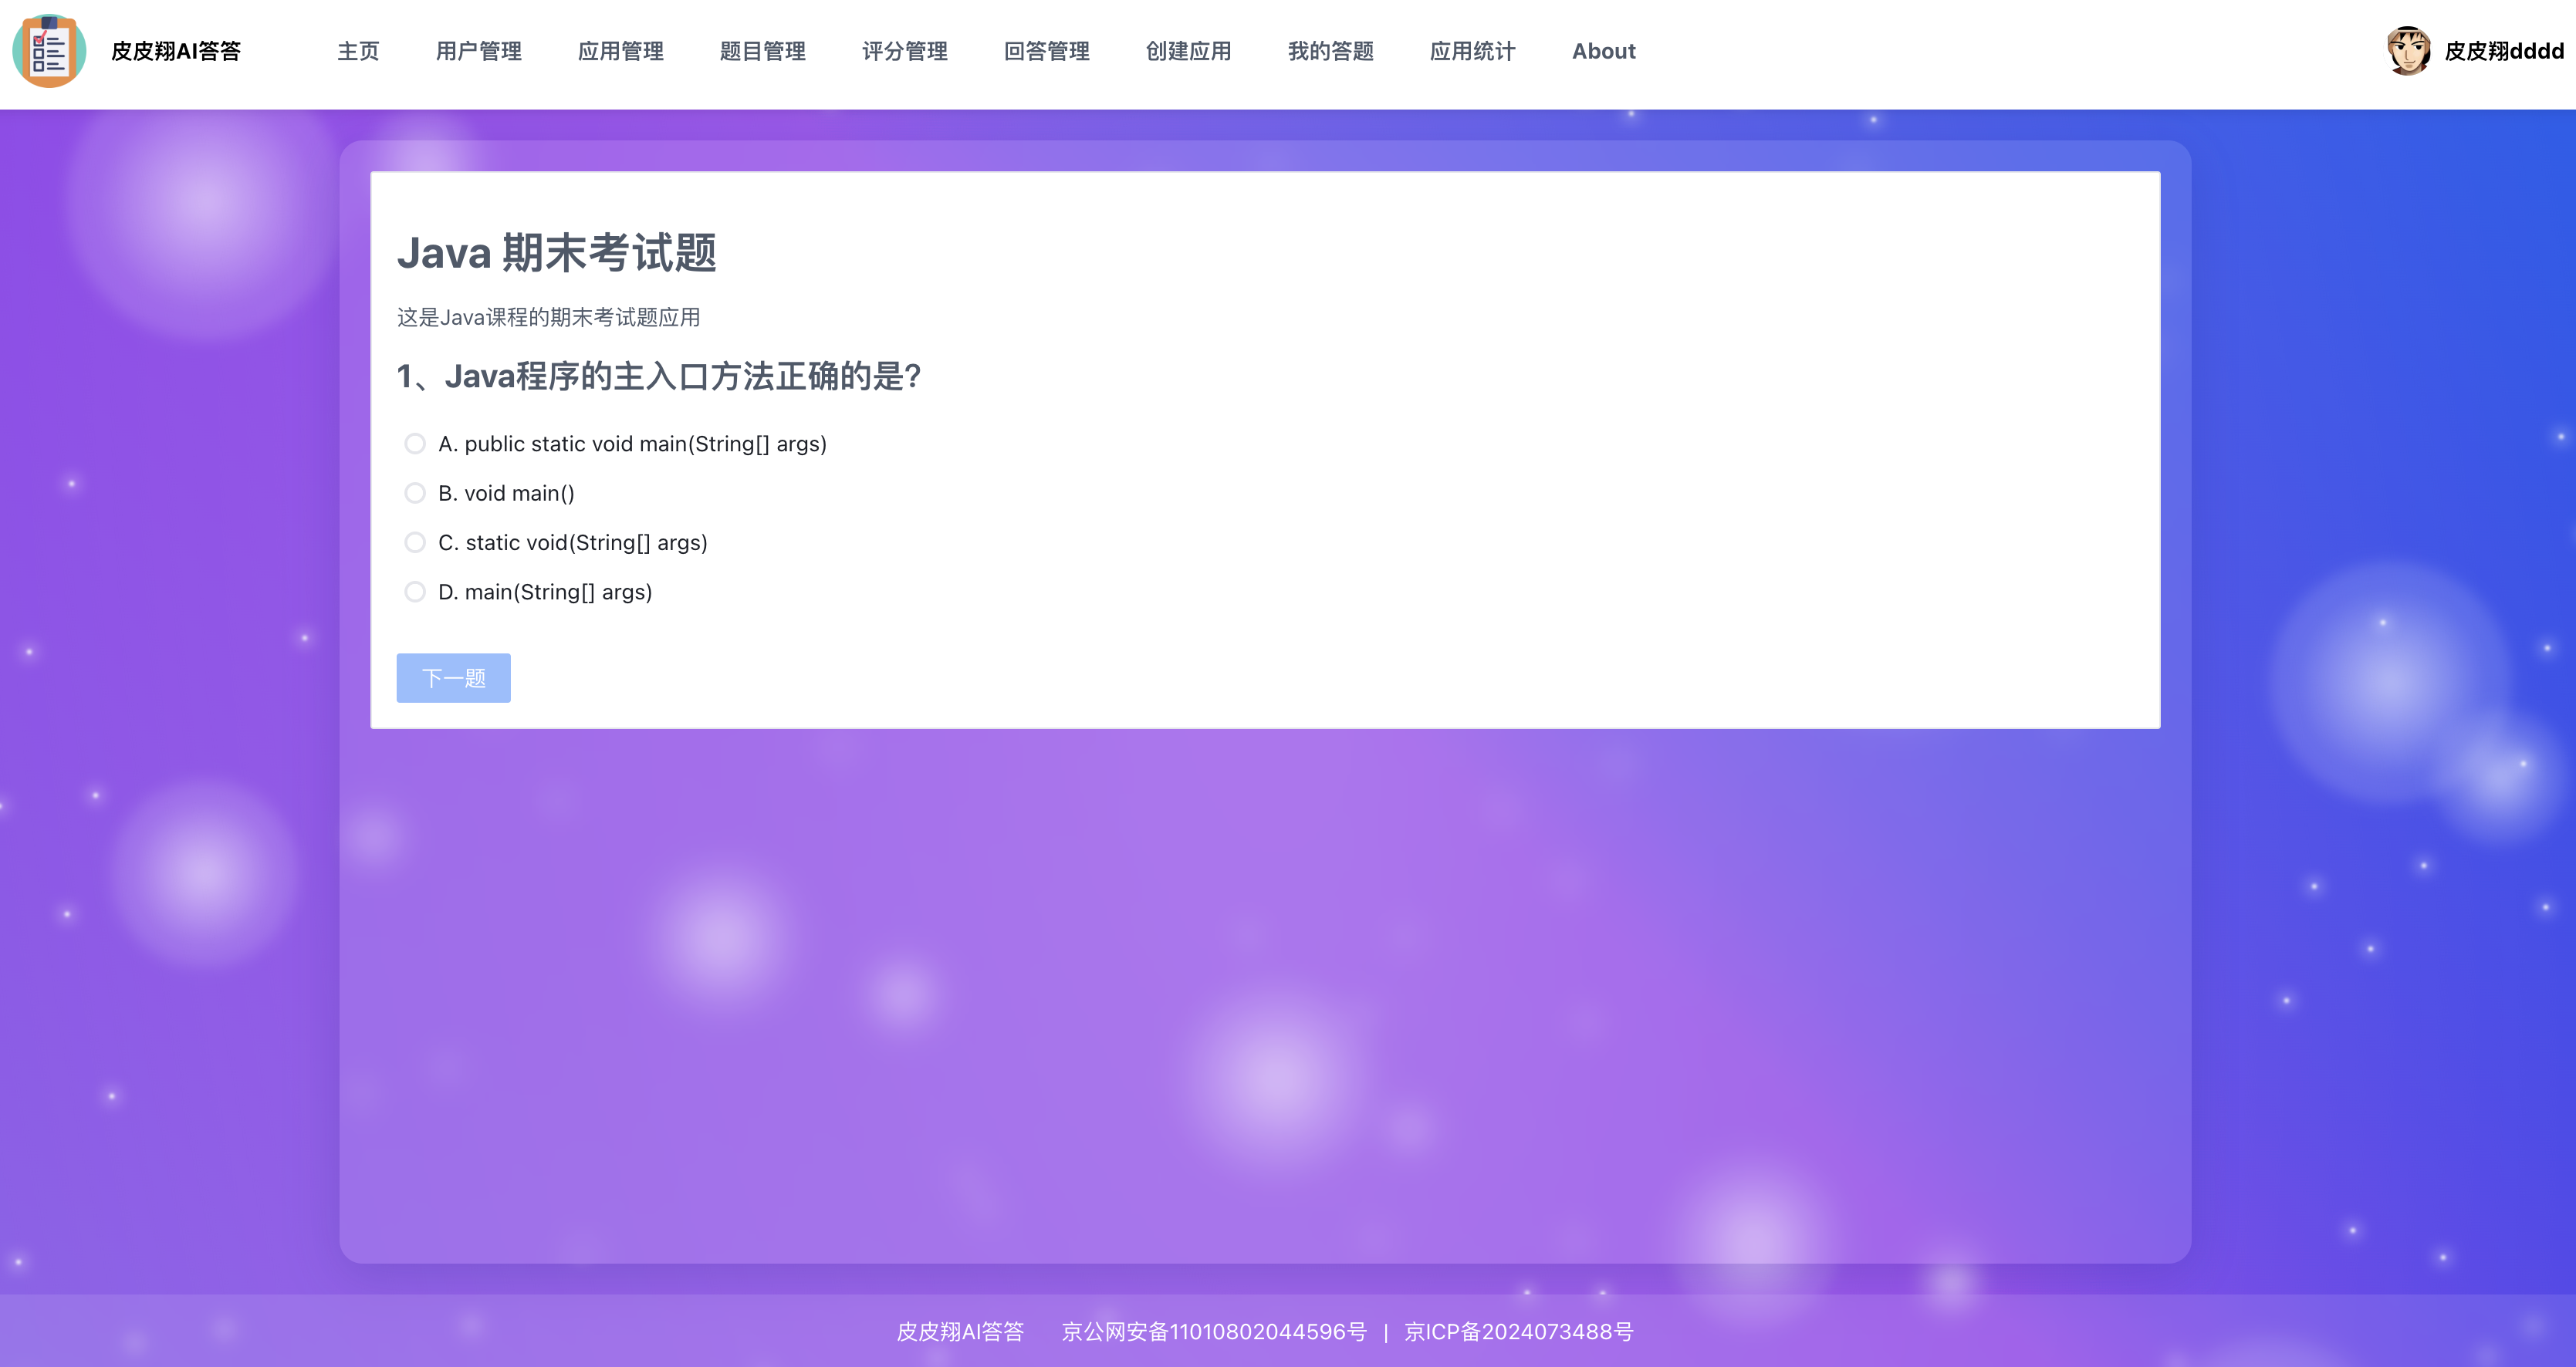 皮皮翔AI答答 主页 用户管理 应用管理 题目管理 评分管理 回答管理 创建应用 我的答题 应用统计 About 皮皮翔dddd
Java 期末考试题
这是Java课程的期末考试题应用
1、Java程序的主入口方法正确的是?
A. public static void main(String[] args)
B. void main()
C. static void(String[] args)
D. main(String[] args)
下一题
皮皮翔AI答答 京公网安备11010802044596号 | 京ICP备2024073488号